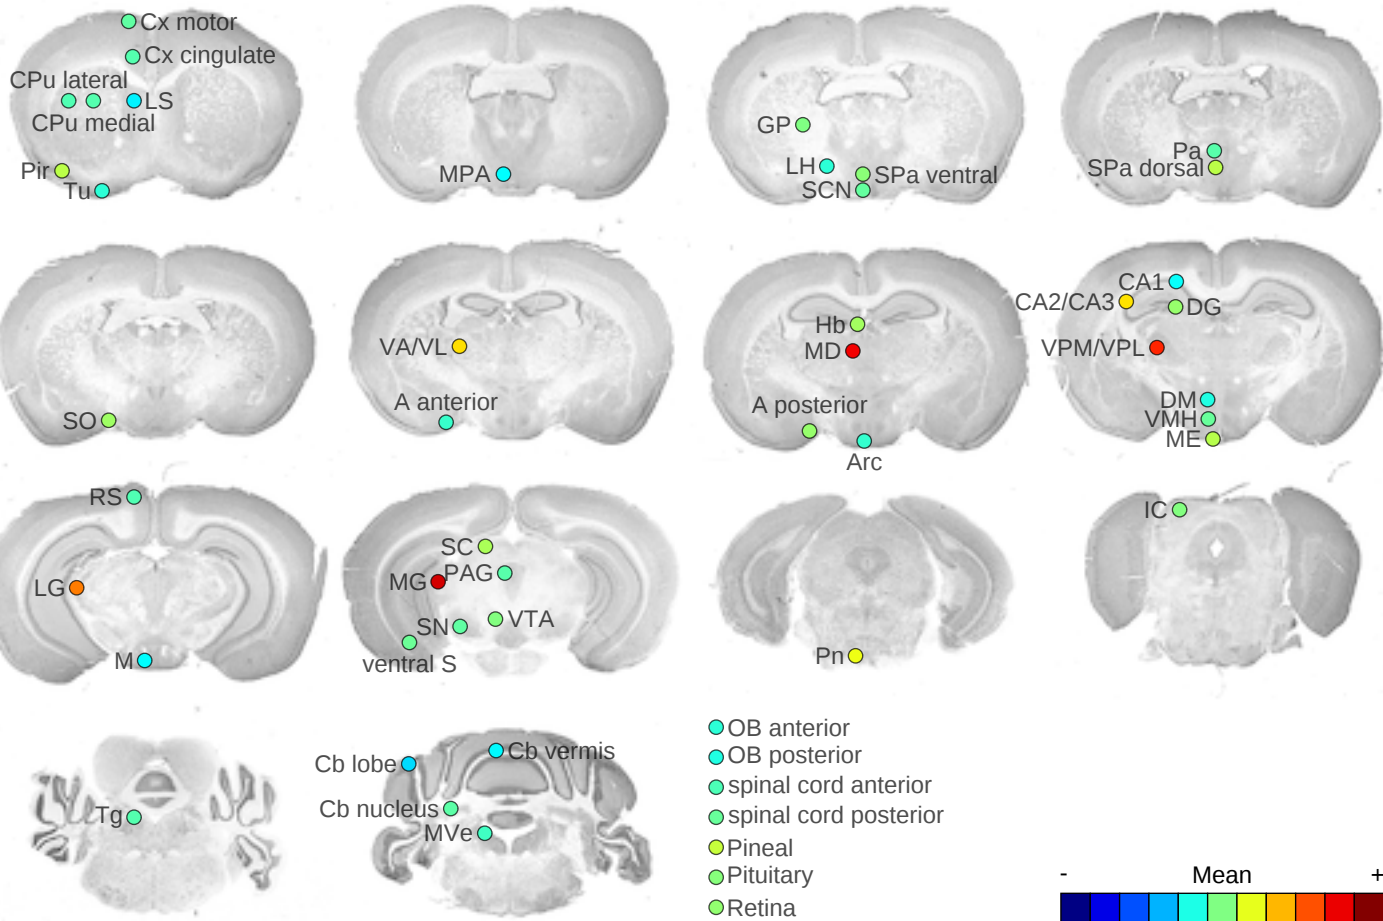 Cx motor
Cx cingulate
CPu lateral
LS
CPu medial
Pir
Tu
MPA
GP
LH
SPa ventral
SCN
Pa
SPa dorsal
SO
VA/VL
A anterior
Hb
MD
A posterior
Arc
CA1
CA2/CA3
DG
VPM/VPL
DM
VMH
ME
RS
LG
M
SC
MG
PAG
SN
VTA
ventral S
Pn
IC
Tg
Cb lobe
Cb vermis
Cb nucleus
MVe
OB anterior
OB posterior
spinal cord anterior
spinal cord posterior
Pineal
Pituitary
Retina
- Mean +